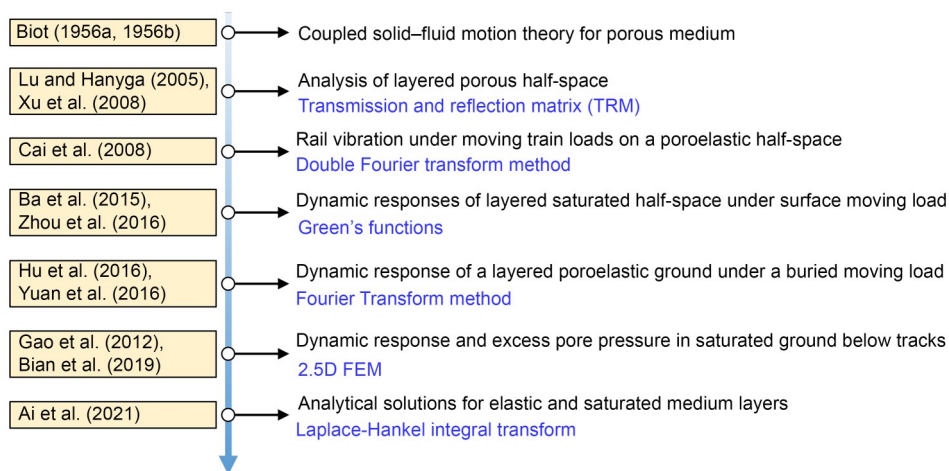 Biot (1956a, 1956b)
Coupled solid–fluid motion theory for porous medium
Lu and Hanyga (2005),
Xu et al. (2008)
Analysis of layered porous half-space
Transmission and reflection matrix (TRM)
Cai et al. (2008)
Rail vibration under moving train loads on a poroelastic half-space
Double Fourier transform method
Ba et al. (2015),
Zhou et al. (2016)
Dynamic responses of layered saturated half-space under surface moving load
Green's functions
Hu et al. (2016),
Yuan et al. (2016)
Dynamic response of a layered poroelastic ground under a buried moving load
Fourier Transform method
Gao et al. (2012),
Bian et al. (2019)
Dynamic response and excess pore pressure in saturated ground below tracks
2.5D FEM
Ai et al. (2021)
Analytical solutions for elastic and saturated medium layers
Laplace-Hankel integral transform